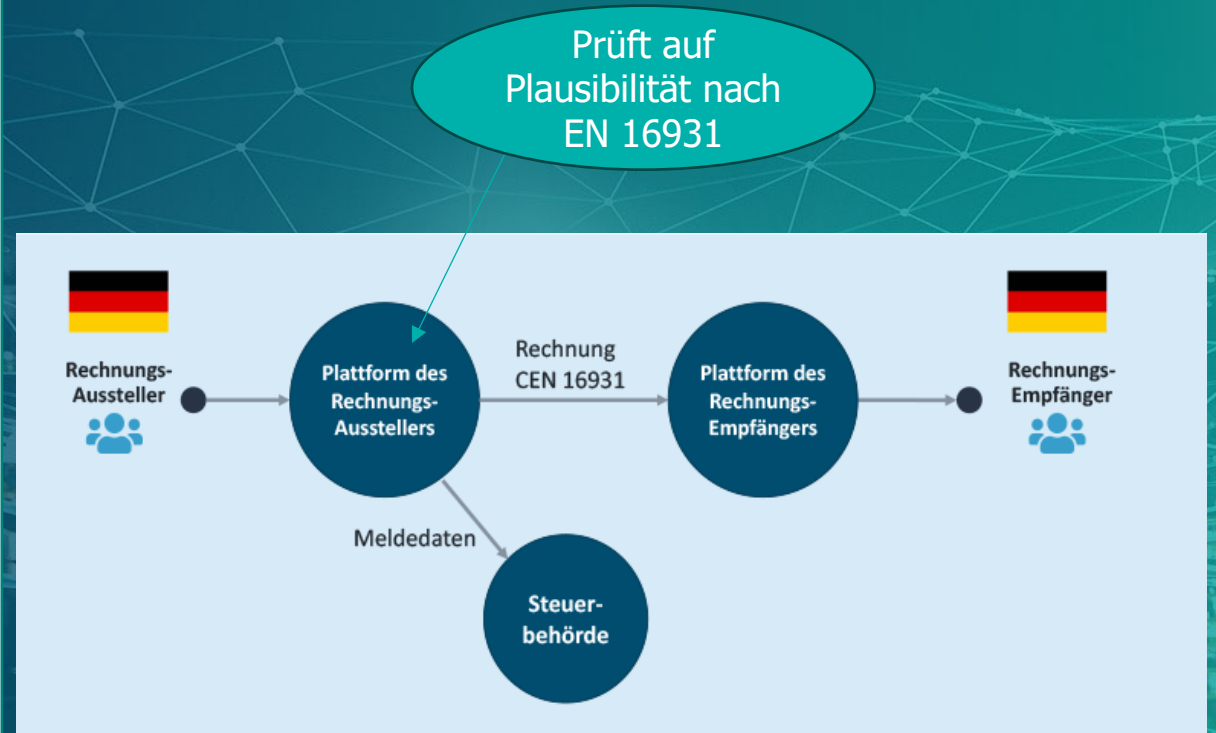 Prüft auf
Plausibilität nach
EN 16931
Rechnungs-
Aussteller
Plattform des
Rechnungs-
Ausstellers
Rechnung
CEN 16931
Plattform des
Rechnungs-
Empfängers
Rechnungs-
Empfänger
Meldedaten
Steuer-
behörde